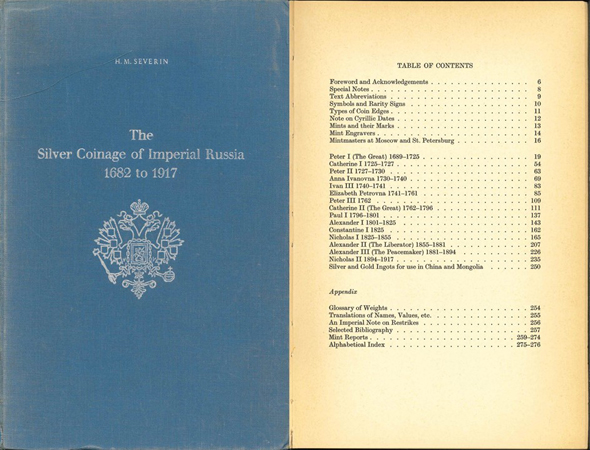 H. M. SEVERIN
The
Silver Coinage of Imperial Russia
1682 to 1917
TABLE OF CONTENTS
Foreword and Acknowledgements . . . . . . . . . . . . . . . 6
Special Notes . . . . . . . . . . . . . . . 8
Text Abbreviations . . . . . . . . . . . . . . . 9
Symbols and Rarity Signs . . . . . . . . . . . . . . . 10
Types of Coin Edges . . . . . . . . . . . . . . . 11
Note on Cyrillic Dates . . . . . . . . . . . . . . . 12
Mints and their Marks . . . . . . . . . . . . . . . 13
Mint Engravers . . . . . . . . . . . . . . . 14
Mintmasters at Moscow and St. Petersburg . . . . . . . . . . 16
Peter I (The Great) 1689–1725 . . . . . . . . . . . . . . . 19
Catherine I 1725–1727 . . . . . . . . . . . . . . . 54
Peter II 1727–1730 . . . . . . . . . . . . . . . 63
Anna Ivanovna 1730–1740 . . . . . . . . . . . . . . . 69
Ivan III 1740–1741 . . . . . . . . . . . . . . . 83
Elizabeth Petrovna 1741–1761 . . . . . . . . . . . . . . . 85
Peter III 1762 . . . . . . . . . . . . . . . 109
Catherine II (The Great) 1762–1796 . . . . . . . . . . . . 111
Paul I 1796–1801 . . . . . . . . . . . . . . . 137
Alexander I 1801–1825 . . . . . . . . . . . . . . . 143
Constantine I 1825 . . . . . . . . . . . . . . . 162
Nicholas I 1825–1855 . . . . . . . . . . . . . . . 165
Alexander II (The Liberator) 1855–1881 . . . . . . . . . . 207
Alexander III (The Peacemaker) 1881–1894 . . . . . . . . . 226
Nicholas II 1894–1917 . . . . . . . . . . . . . . . 235
Silver and Gold Ingots for use in China and Mongolia . . . . . 250
Appendix
Glossary of Weights . . . . . . . . . . . . . . . 254
Translations of Names, Values, etc. . . . . . . . . . . . . 255
An Imperial Note on Restrikes . . . . . . . . . . . . . . 256
Selected Bibliography . . . . . . . . . . . . . . . 257
Mint Reports . . . . . . . . . . . . . . . 259–274
Alphabetical Index . . . . . . . . . . . . . . . 275–276